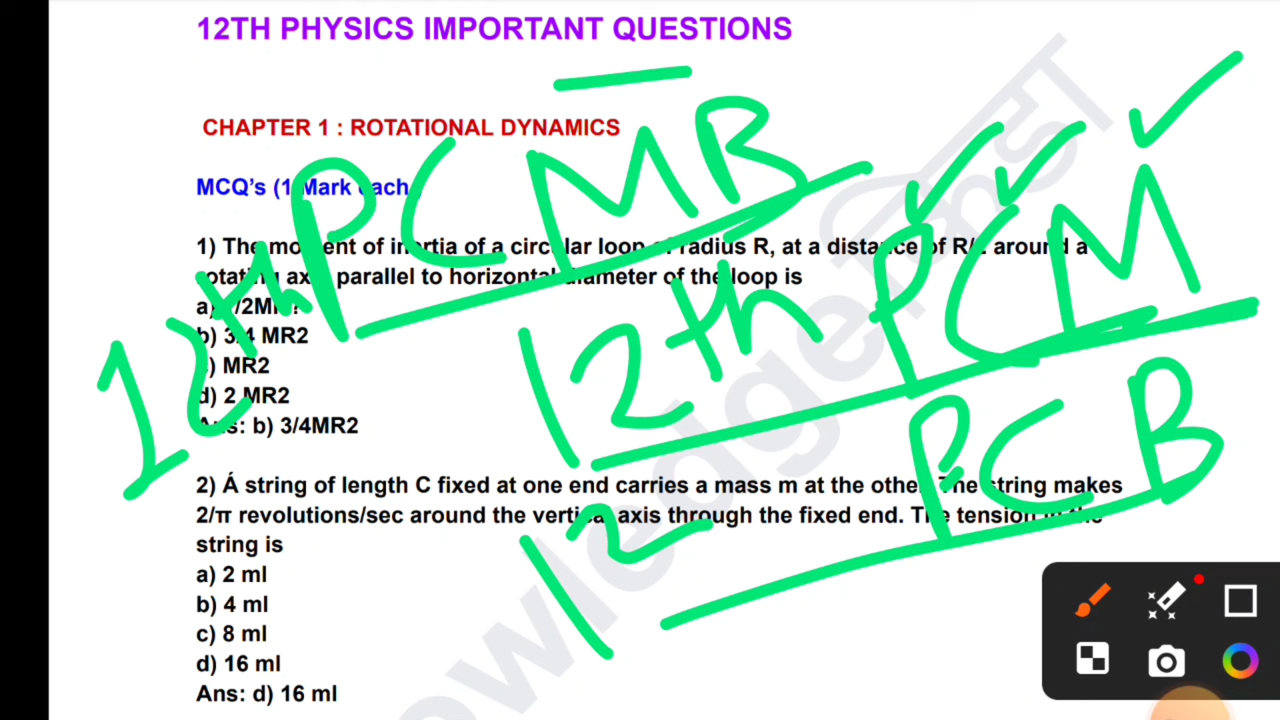 12TH PHYSICS IMPORTANT QUESTIONS
CHAPTER 1 : ROTATIONAL DYNAMICS
MCQ's (1 Mark each
12th PCMB
1) The moment of inertia of a circular loop of radius R, at a distance of R/2 around a
rotating axis parallel to horizontal diameter of the loop is
a) 1/2MR2
b) 3/4 MR2
c) MR2
d) 2 MR2
Ans: b) 3/4MR2
12th PCM
2) Á string of length C fixed at one end carries a mass m at the other. The string makes
2/π revolutions/sec around the vertical axis through the fixed end. The tension in the
string is
a) 2 ml
b) 4 ml
c) 8 ml
d) 16 ml
Ans: d) 16 ml
12 PCB